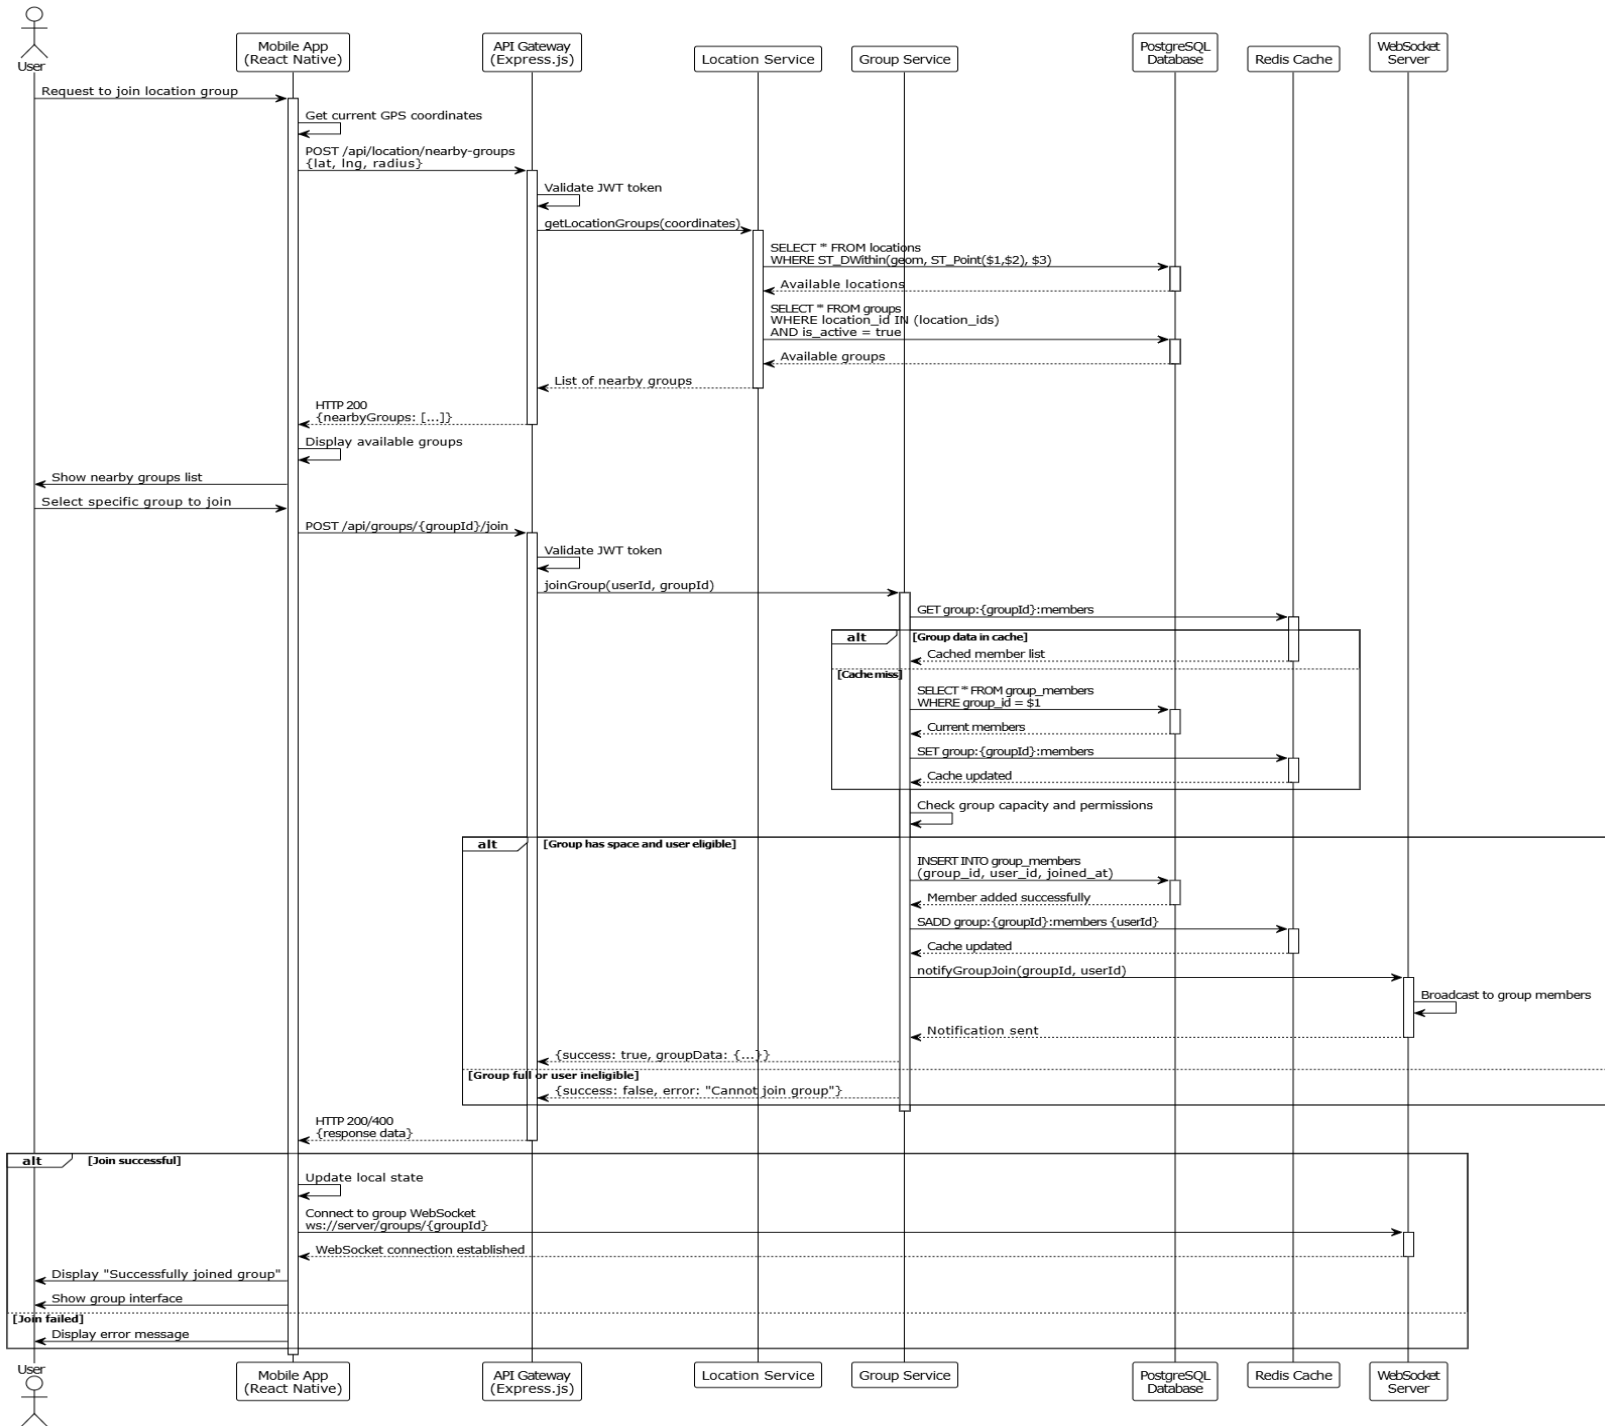 User
Mobile App
(React Native)
API Gateway
(Express.js)
Location Service
Group Service
PostgreSQL
Database
Redis Cache
WebSocket
Server
Request to join location group
Get current GPS coordinates
POST /api/location/nearby-groups
{lat, lng, radius}
Validate JWT token
getLocationGroups(coordinates)
SELECT * FROM locations
WHERE ST_DWithin(geom, ST_Point($1,$2), $3)
Available locations
SELECT * FROM groups
WHERE location_id IN (location_ids)
AND is_active = true
Available groups
List of nearby groups
HTTP 200
{nearbyGroups: [...]}
Display available groups
Show nearby groups list
Select specific group to join
POST /api/groups/{groupId}/join
Validate JWT token
joinGroup(userId, groupId)
GET group:{groupId}:members
alt
[Group data in cache]
Cached member list
[Cache miss]
SELECT * FROM group_members
WHERE group_id = $1
Current members
SET group:{groupId}:members
Cache updated
Check group capacity and permissions
alt
[Group has space and user eligible]
INSERT INTO group_members
(group_id, user_id, joined_at)
Member added successfully
SADD group:{groupId}:members {userId}
Cache updated
notifyGroupJoin(groupId, userId)
Broadcast to group members
Notification sent
{success: true, groupData: {...}}
[Group full or user ineligible]
{success: false, error: "Cannot join group"}
HTTP 200/400
{response data}
alt
[Join successful]
Update local state
Connect to group WebSocket
ws://server/groups/{groupId}
WebSocket connection established
Display "Successfully joined group"
Show group interface
[Join failed]
Display error message
User
Mobile App
(React Native)
API Gateway
(Express.js)
Location Service
Group Service
PostgreSQL
Database
Redis Cache
WebSocket
Server